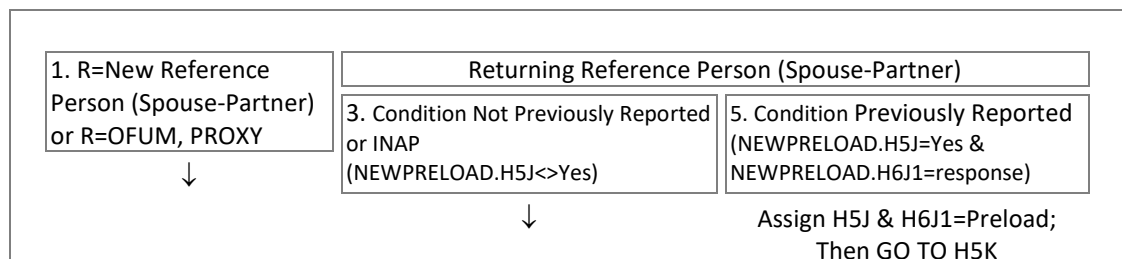 1. R=New Reference
Person (Spouse-Partner)
or R=OFUM, PROXY
↓
Returning Reference Person (Spouse-Partner)
3. Condition Not Previously Reported
or INAP
(NEWPRELOAD.H5J<>Yes)
↓
5. Condition Previously Reported
(NEWPRELOAD.H5J=Yes &
NEWPRELOAD.H6J1=response)
Assign H5J & H6J1=Preload;
Then GO TO H5K